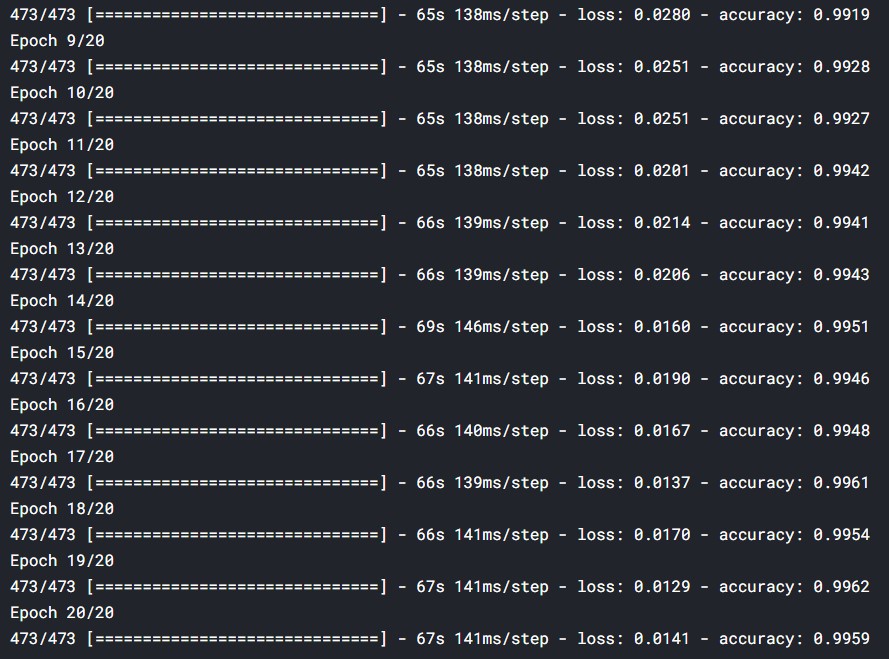 473/473 [==============================] - 65s 138ms/step - loss: 0.0280 - accuracy: 0.9919
Epoch 9/20
473/473 [==============================] - 65s 138ms/step - loss: 0.0251 - accuracy: 0.9928
Epoch 10/20
473/473 [==============================] - 65s 138ms/step - loss: 0.0251 - accuracy: 0.9927
Epoch 11/20
473/473 [==============================] - 65s 138ms/step - loss: 0.0201 - accuracy: 0.9942
Epoch 12/20
473/473 [==============================] - 66s 139ms/step - loss: 0.0214 - accuracy: 0.9941
Epoch 13/20
473/473 [==============================] - 66s 139ms/step - loss: 0.0206 - accuracy: 0.9943
Epoch 14/20
473/473 [==============================] - 69s 146ms/step - loss: 0.0160 - accuracy: 0.9951
Epoch 15/20
473/473 [==============================] - 67s 141ms/step - loss: 0.0190 - accuracy: 0.9946
Epoch 16/20
473/473 [==============================] - 66s 140ms/step - loss: 0.0167 - accuracy: 0.9948
Epoch 17/20
473/473 [==============================] - 66s 139ms/step - loss: 0.0137 - accuracy: 0.9961
Epoch 18/20
473/473 [==============================] - 66s 141ms/step - loss: 0.0170 - accuracy: 0.9954
Epoch 19/20
473/473 [==============================] - 67s 141ms/step - loss: 0.0129 - accuracy: 0.9962
Epoch 20/20
473/473 [==============================] - 67s 141ms/step - loss: 0.0141 - accuracy: 0.9959